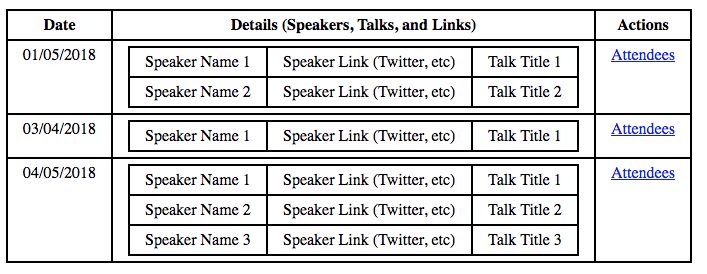 Date Details (Speakers, Talks, and Links) Actions
01/05/2018 Speaker Name 1 Speaker Link (Twitter, etc) Talk Title 1 Attendees
Speaker Name 2 Speaker Link (Twitter, etc) Talk Title 2
03/04/2018 Speaker Name 1 Speaker Link (Twitter, etc) Talk Title 1 Attendees
04/05/2018 Speaker Name 1 Speaker Link (Twitter, etc) Talk Title 1 Attendees
Speaker Name 2 Speaker Link (Twitter, etc) Talk Title 2
Speaker Name 3 Speaker Link (Twitter, etc) Talk Title 3